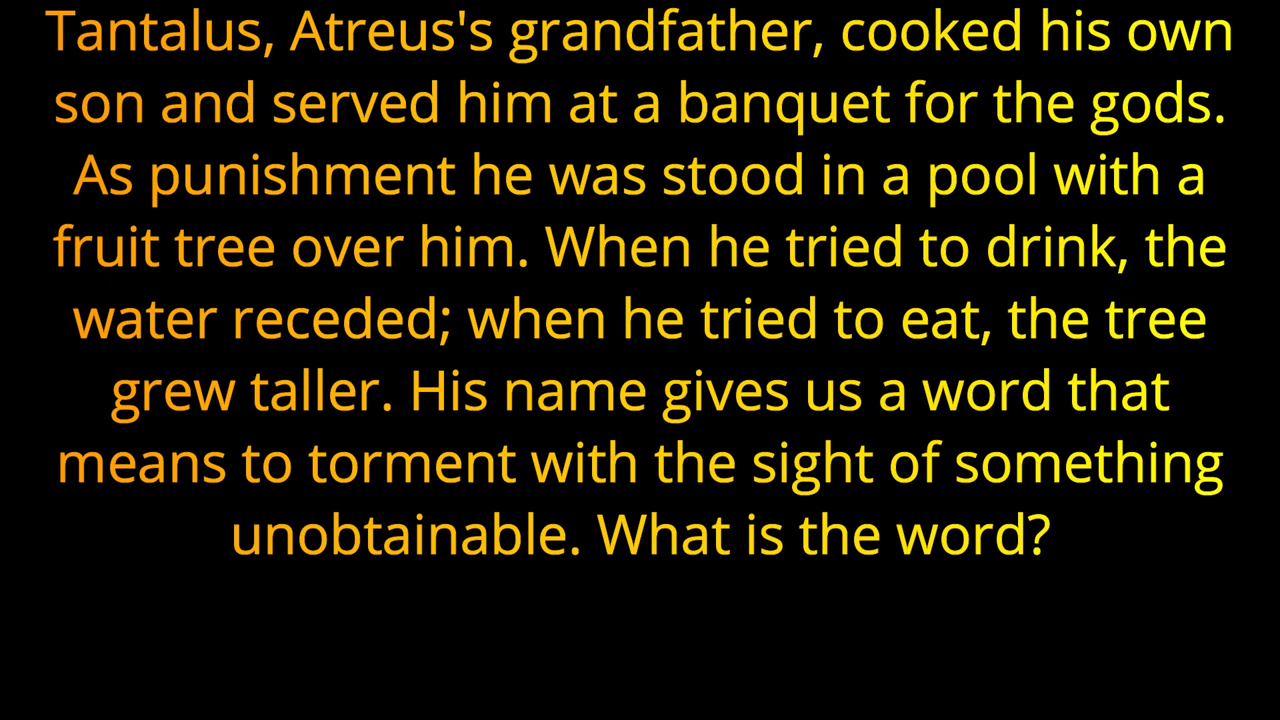 Tantalus, Atreus's grandfather, cooked his own
son and served him at a banquet for the gods.
As punishment he was stood in a pool with a
fruit tree over him. When he tried to drink, the
water receded; when he tried to eat, the tree
grew taller. His name gives us a word that
means to torment with the sight of something
unobtainable. What is the word?